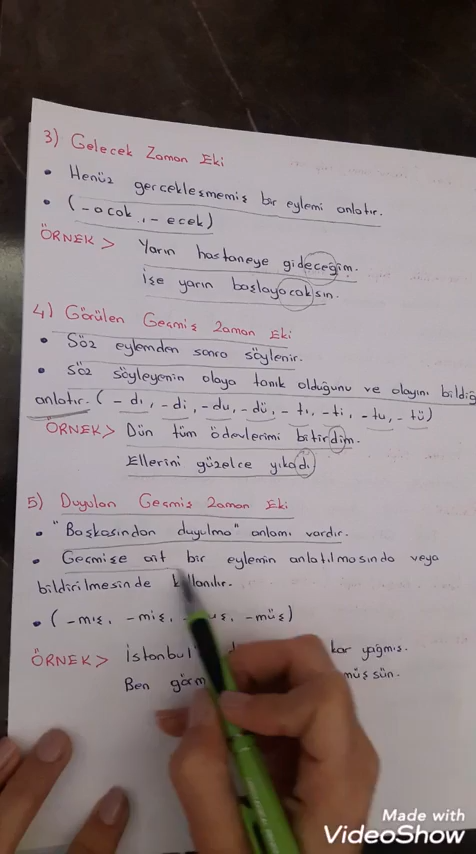 3) Gelecek Zaman Eki
• Henüz gerçekleşmemiş bir eylemi anlatır.
• (-acak, -ecek)
ÖRNEK > Yarın hastaneye gideceğim.
İşe yarın başlayacaksın.
4) Görülen Geçmiş Zaman Eki
• Söz eylemden sonra söylenir.
• Söz söyleyenin olaya tanık olduğunu ve olayın bildiğ
anlatır. (-dı, -di, -du, -dü, -tı, -ti, -tu, -tü)
ÖRNEK > Dün tüm ödevlerimi bitirdim.
Ellerini güzelce yıkadı.
5) Duyulan Geçmiş Zaman Eki
• "Başkasından duyulma" anlamı vardır.
• Geçmişe ait bir eylemin anlatılmasında veya
bildirilmesinde kullanılır.
• (-mış, -miş, -müş)
ÖRNEK > İstanbul' kar yağmış.
Ben
Made with
VideoShow